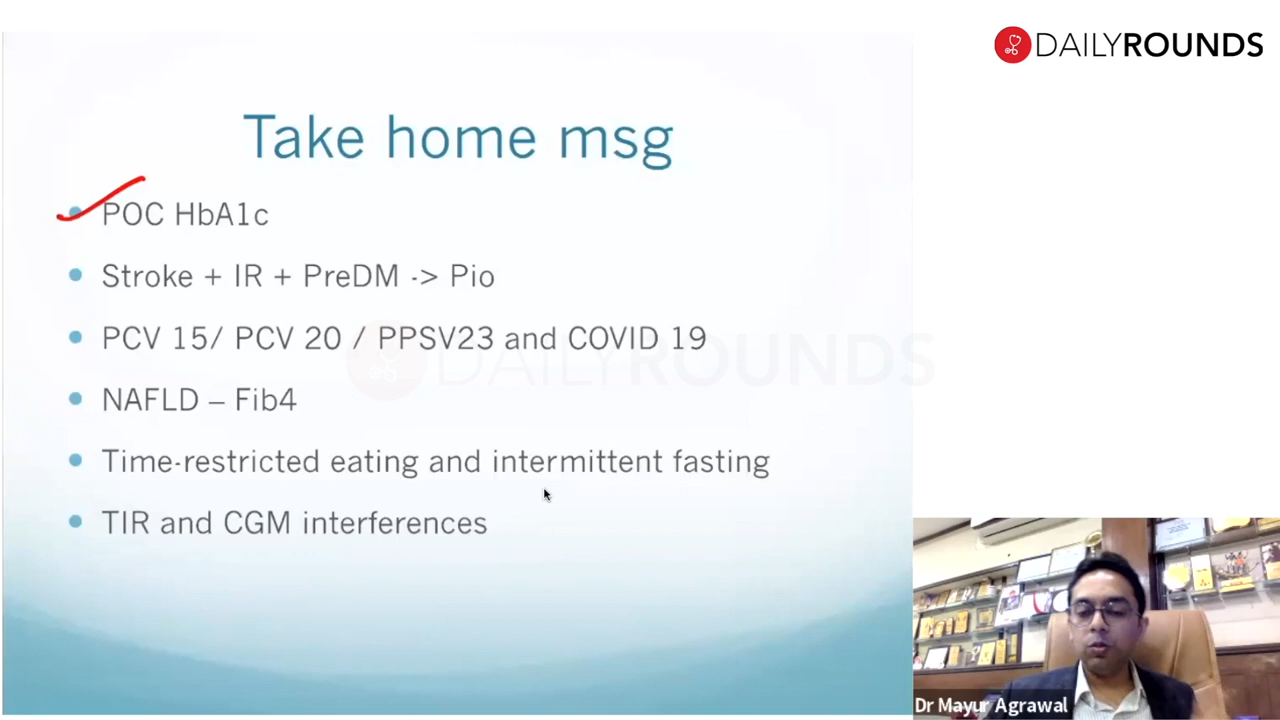 DAILYROUNDS
Take home msg
POC HbA1c
Stroke + IR + PreDM -> Pio
PCV 15/ PCV 20 / PPSV23 and COVID 19
DAILYROUNDS
NAFLD – Fib4
Time-restricted eating and intermittent fasting
TIR and CGM interferences
Dr Mayur Agrawal